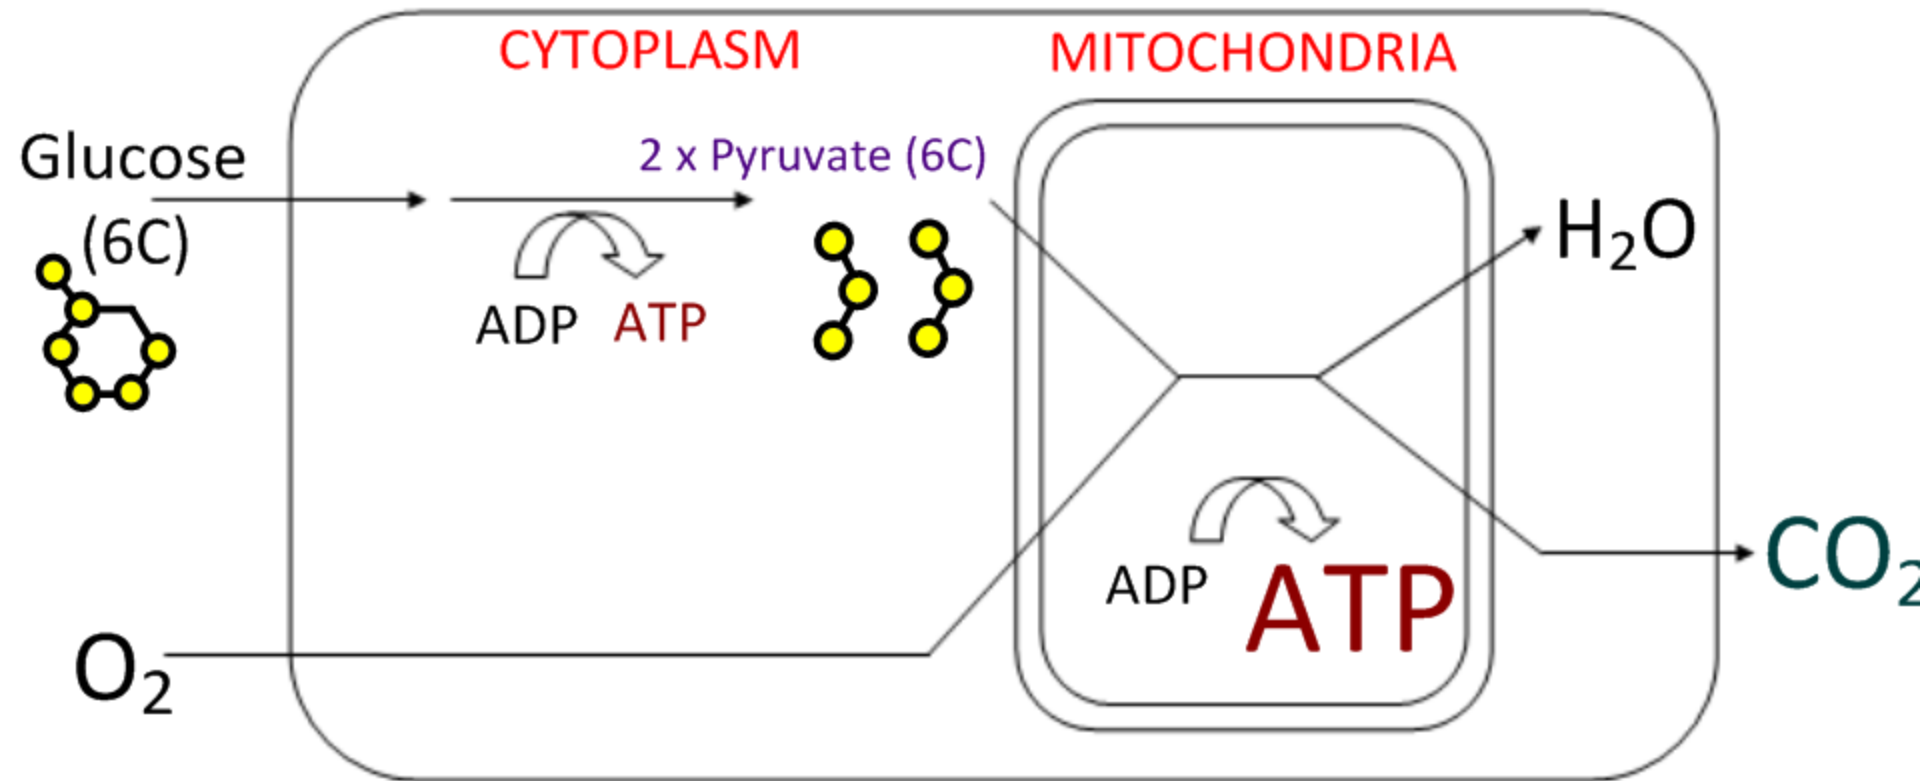 CYTOPLASM
MITOCHONDRIA
Glucose
(6C)
2 x Pyruvate (6C)
ADP
ATP
H₂O
CO₂
ADP
ATP
O₂